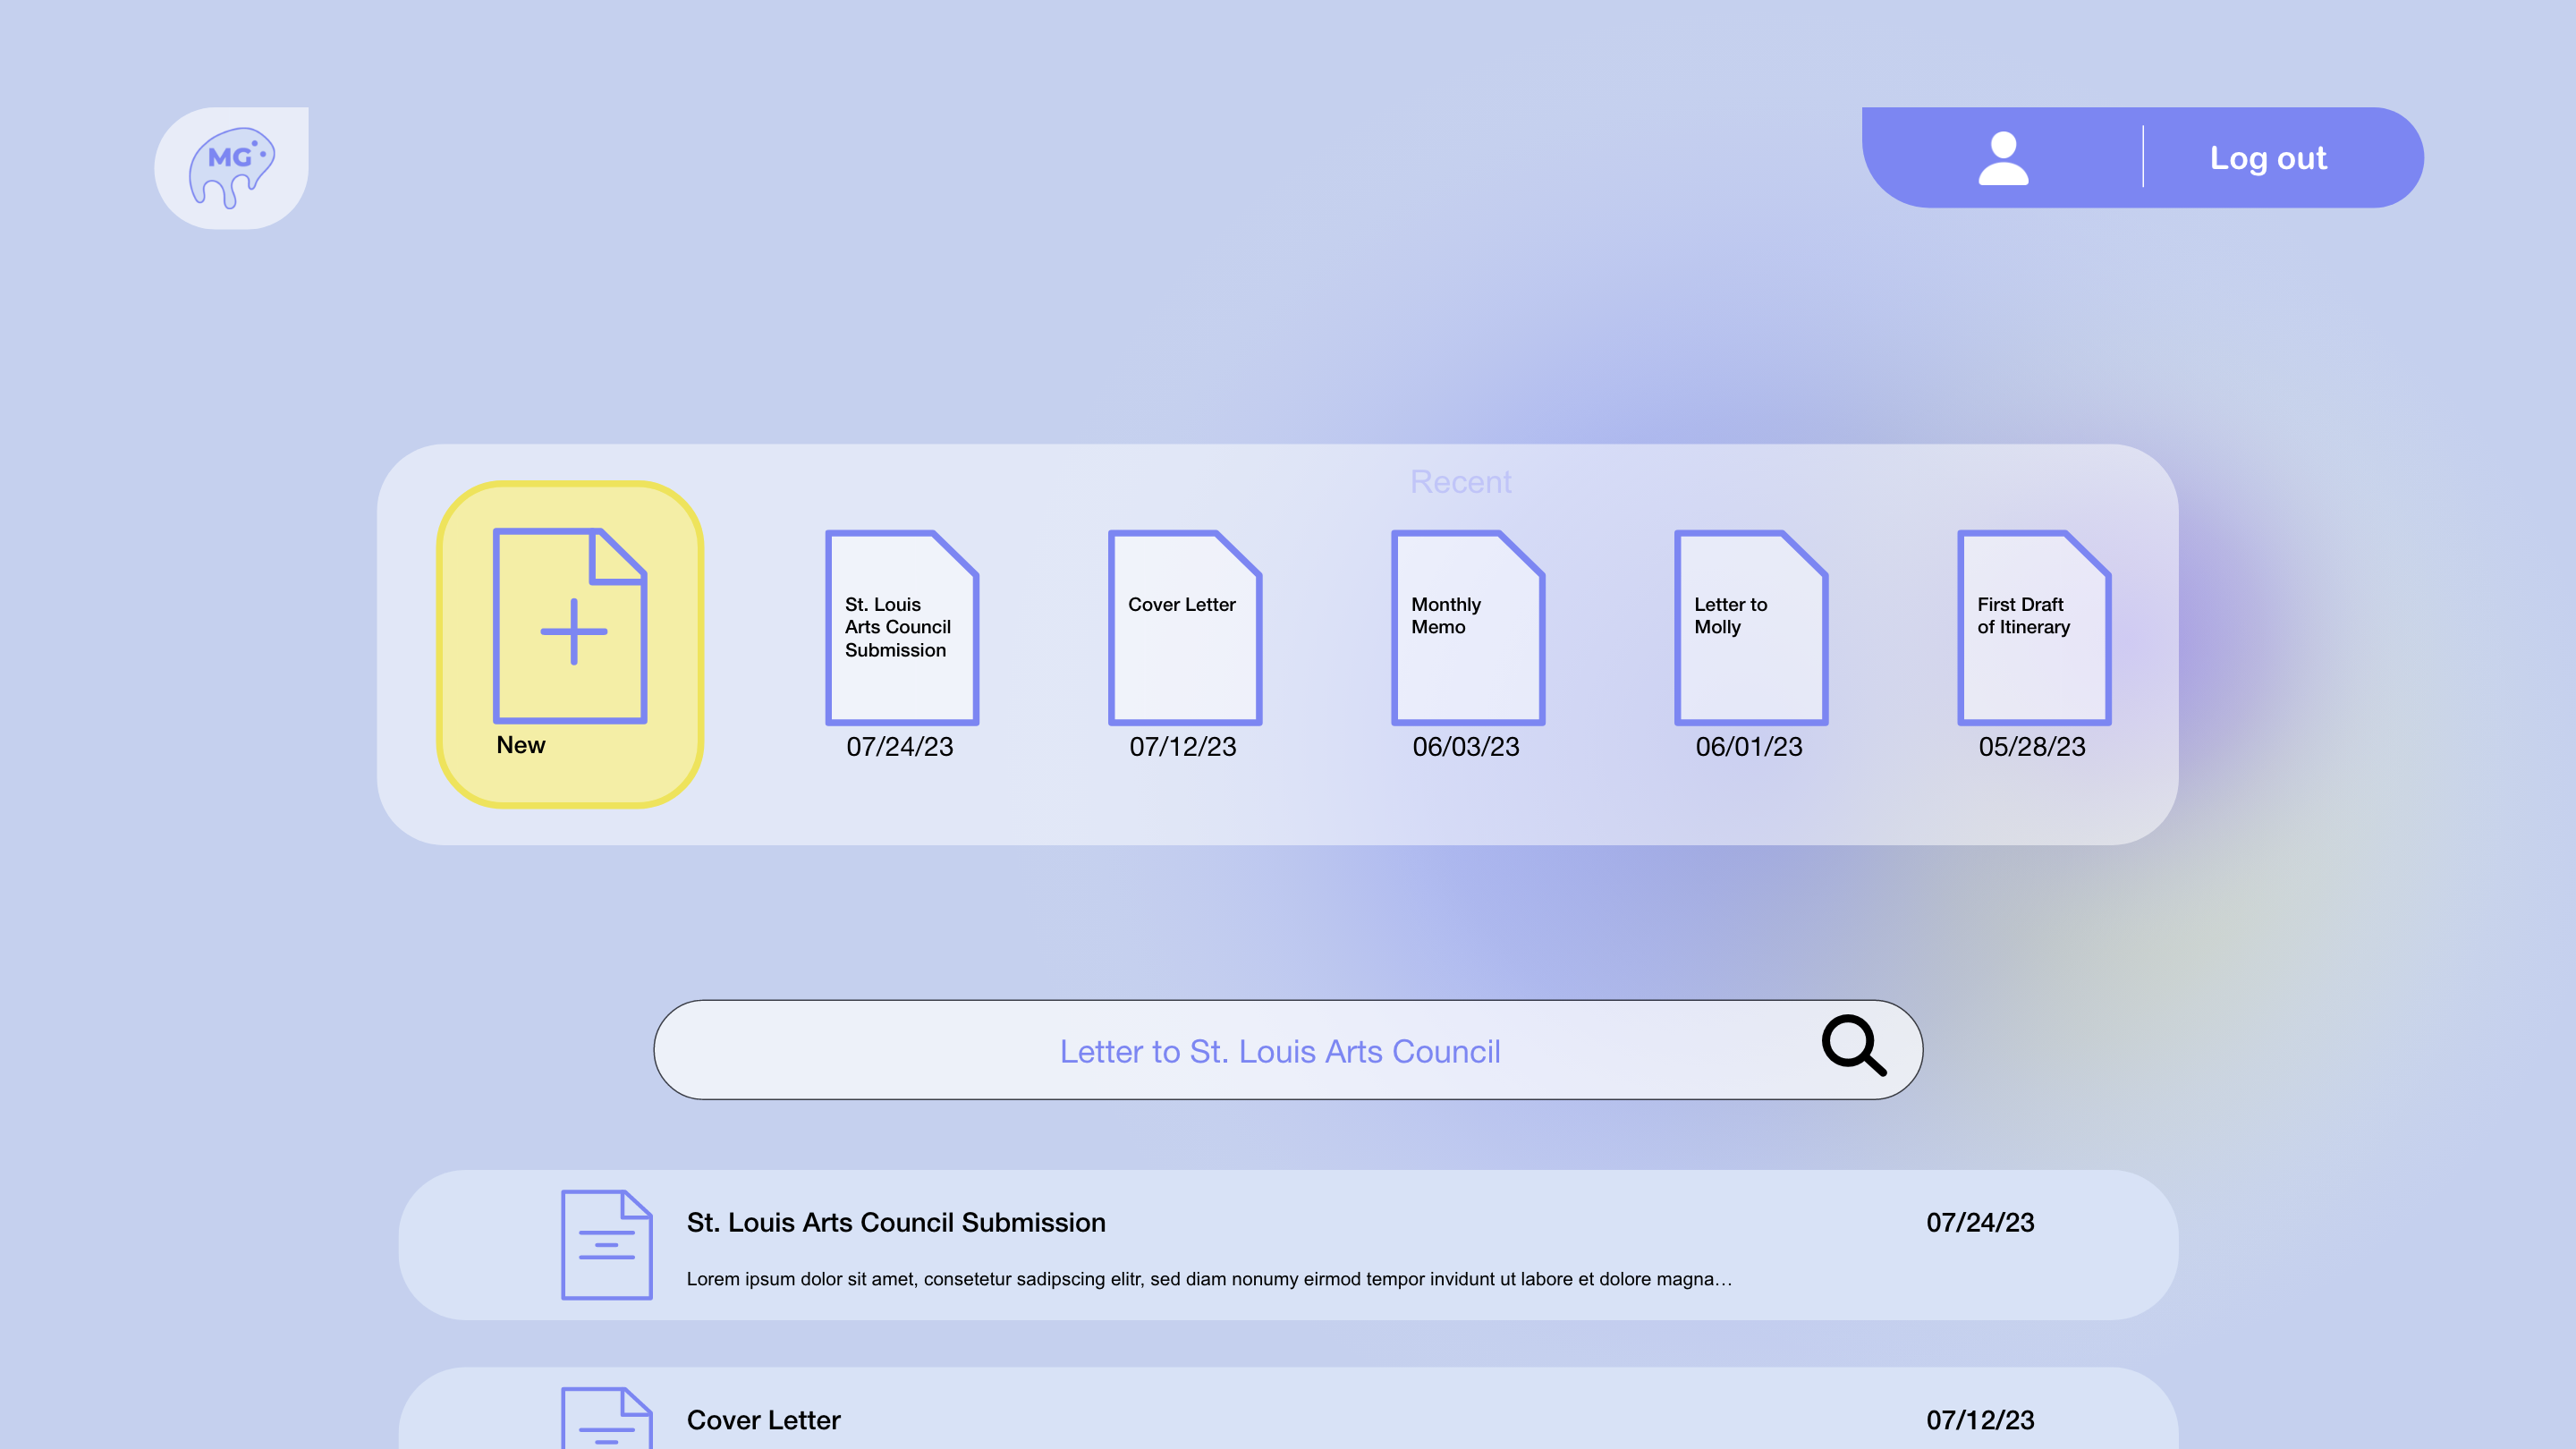 MG
Log out
Recent
St. Louis
Arts Council
Submission
Cover Letter
Monthly
Memo
Letter to
Molly
First Draft
of Itinerary
New
07/24/23
07/12/23
06/03/23
06/01/23
05/28/23
Letter to St. Louis Arts Council
St. Louis Arts Council Submission
07/24/23
Lorem ipsum dolor sit amet, consetetur sadipscing elitr, sed diam nonumy eirmod tempor invidunt ut labore et dolore magna…
Cover Letter
07/12/23